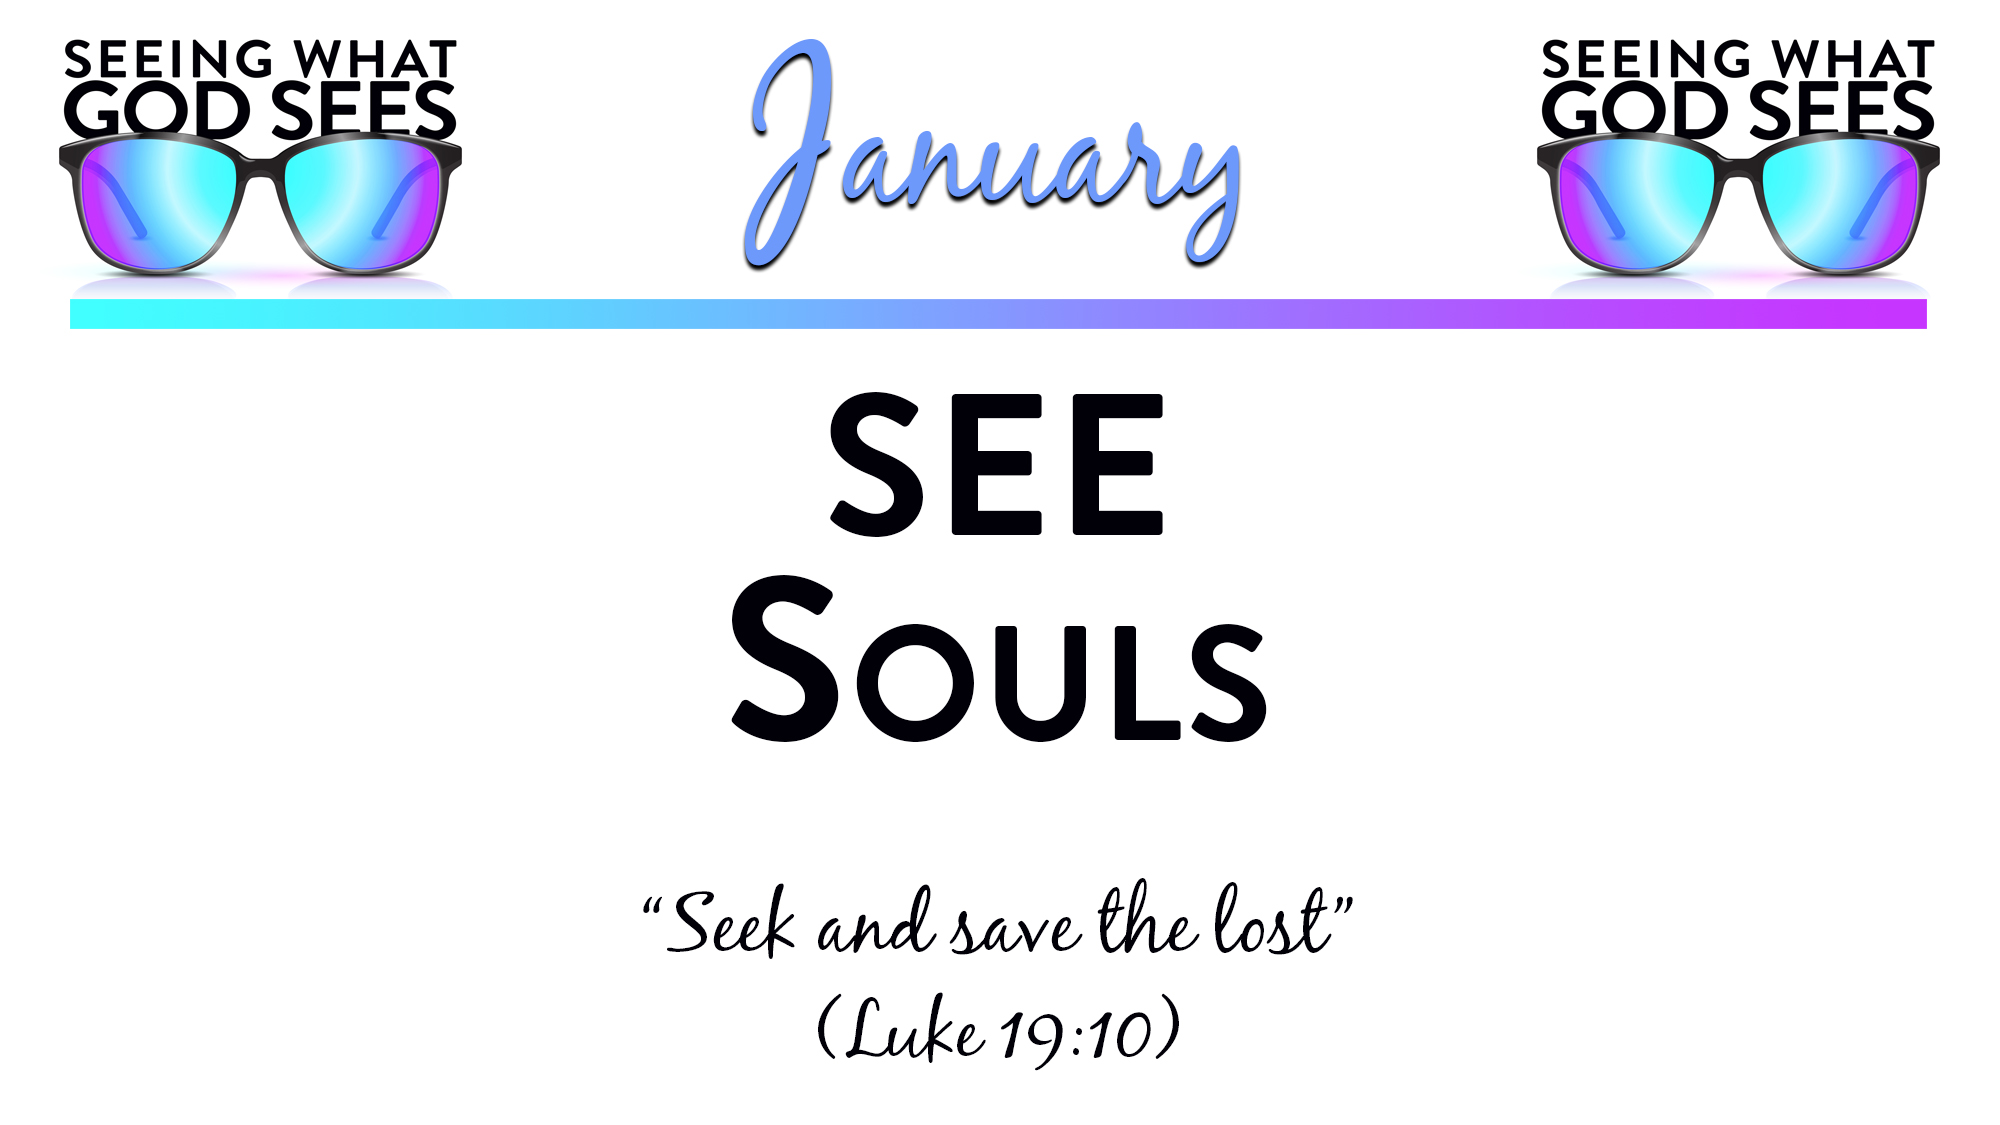 SEEING WHAT
GOD SEES
January
SEEING WHAT
GOD SEES
SEE
SOULS
“Seek and save the lost”
(Luke 19:10)